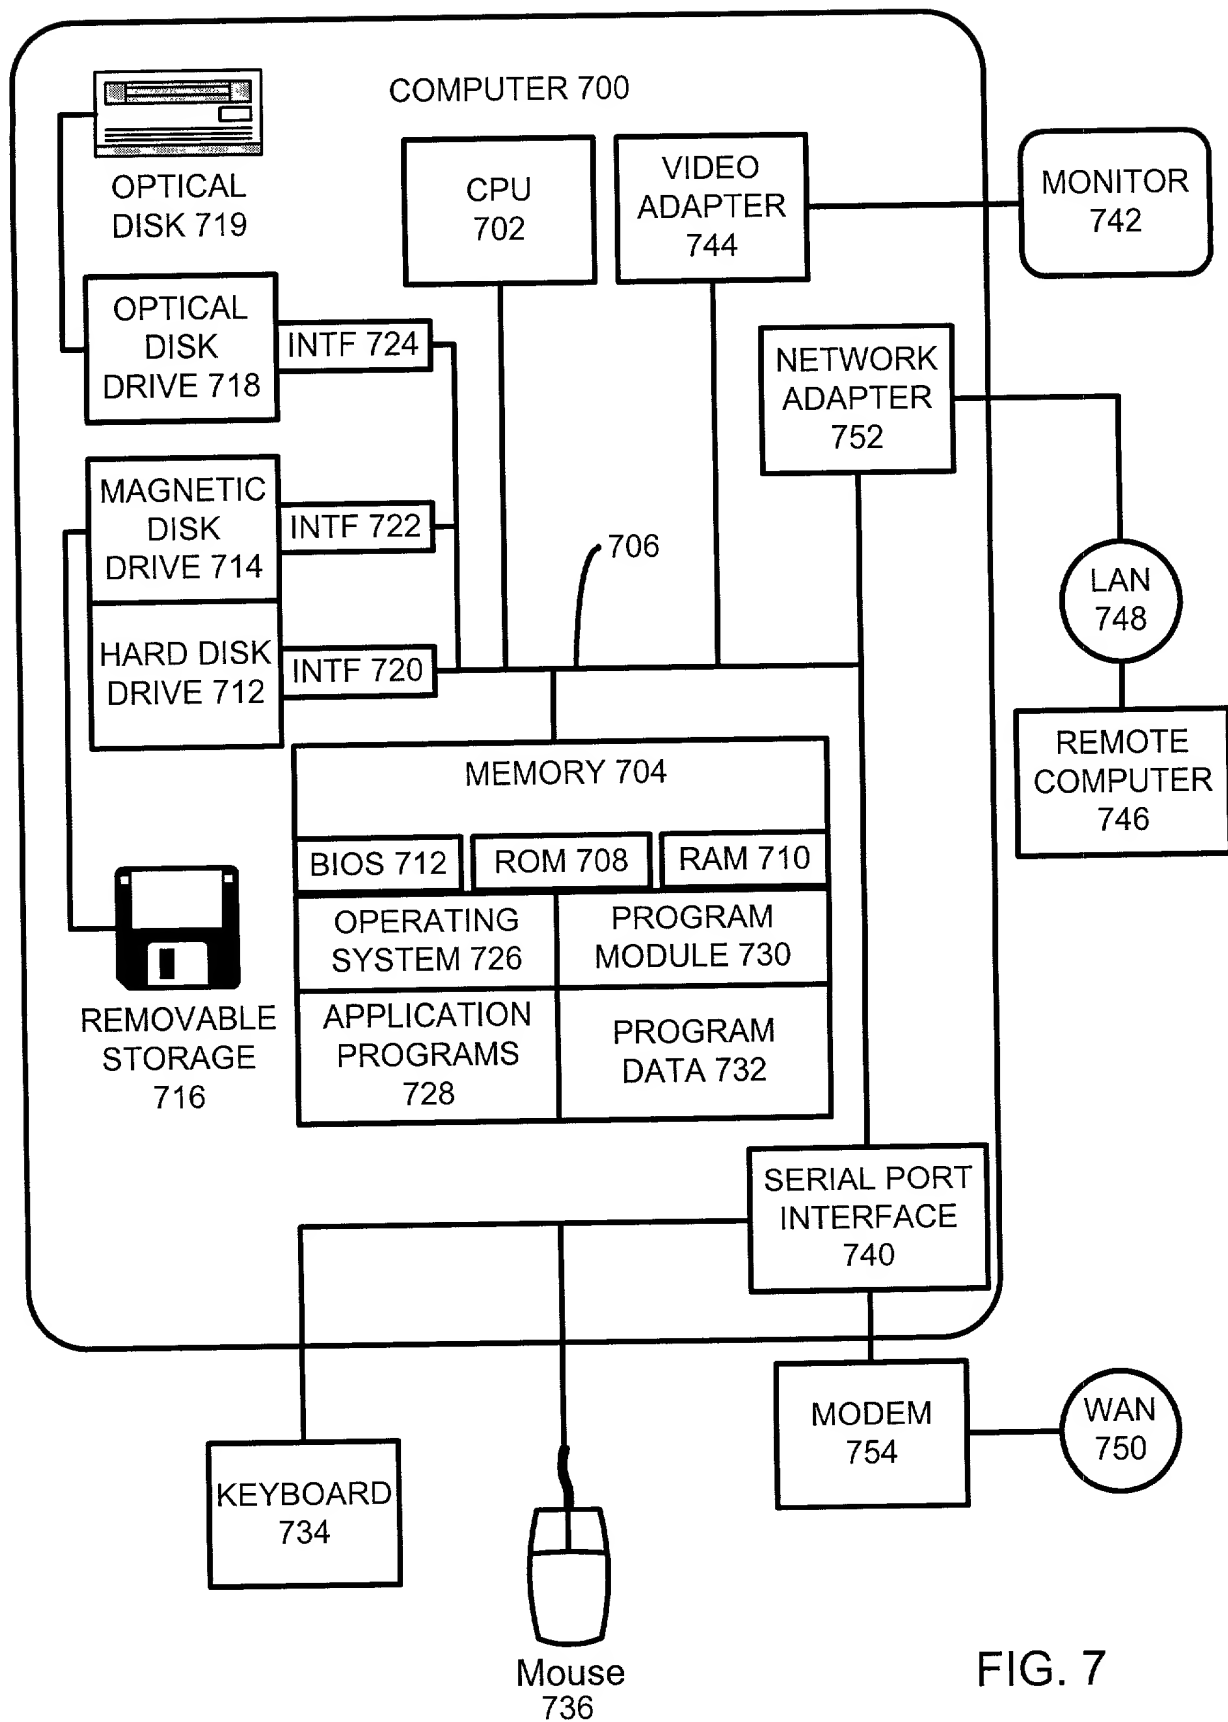 COMPUTER 700
OPTICAL
DISK 719
CPU
702
VIDEO
ADAPTER
744
MONITOR
742
OPTICAL
DISK
DRIVE 718
INTF 724
NETWORK
ADAPTER
752
MAGNETIC
DISK
DRIVE 714
INTF 722
706
LAN
748
HARD DISK
DRIVE 712
INTF 720
REMOTE
COMPUTER
746
MEMORY 704
BIOS 712
ROM 708
RAM 710
OPERATING
SYSTEM 726
PROGRAM
MODULE 730
APPLICATION
PROGRAMS
728
PROGRAM
DATA 732
REMOVABLE
STORAGE
716
SERIAL PORT
INTERFACE
740
MODEM
754
WAN
750
KEYBOARD
734
Mouse
736
FIG. 7